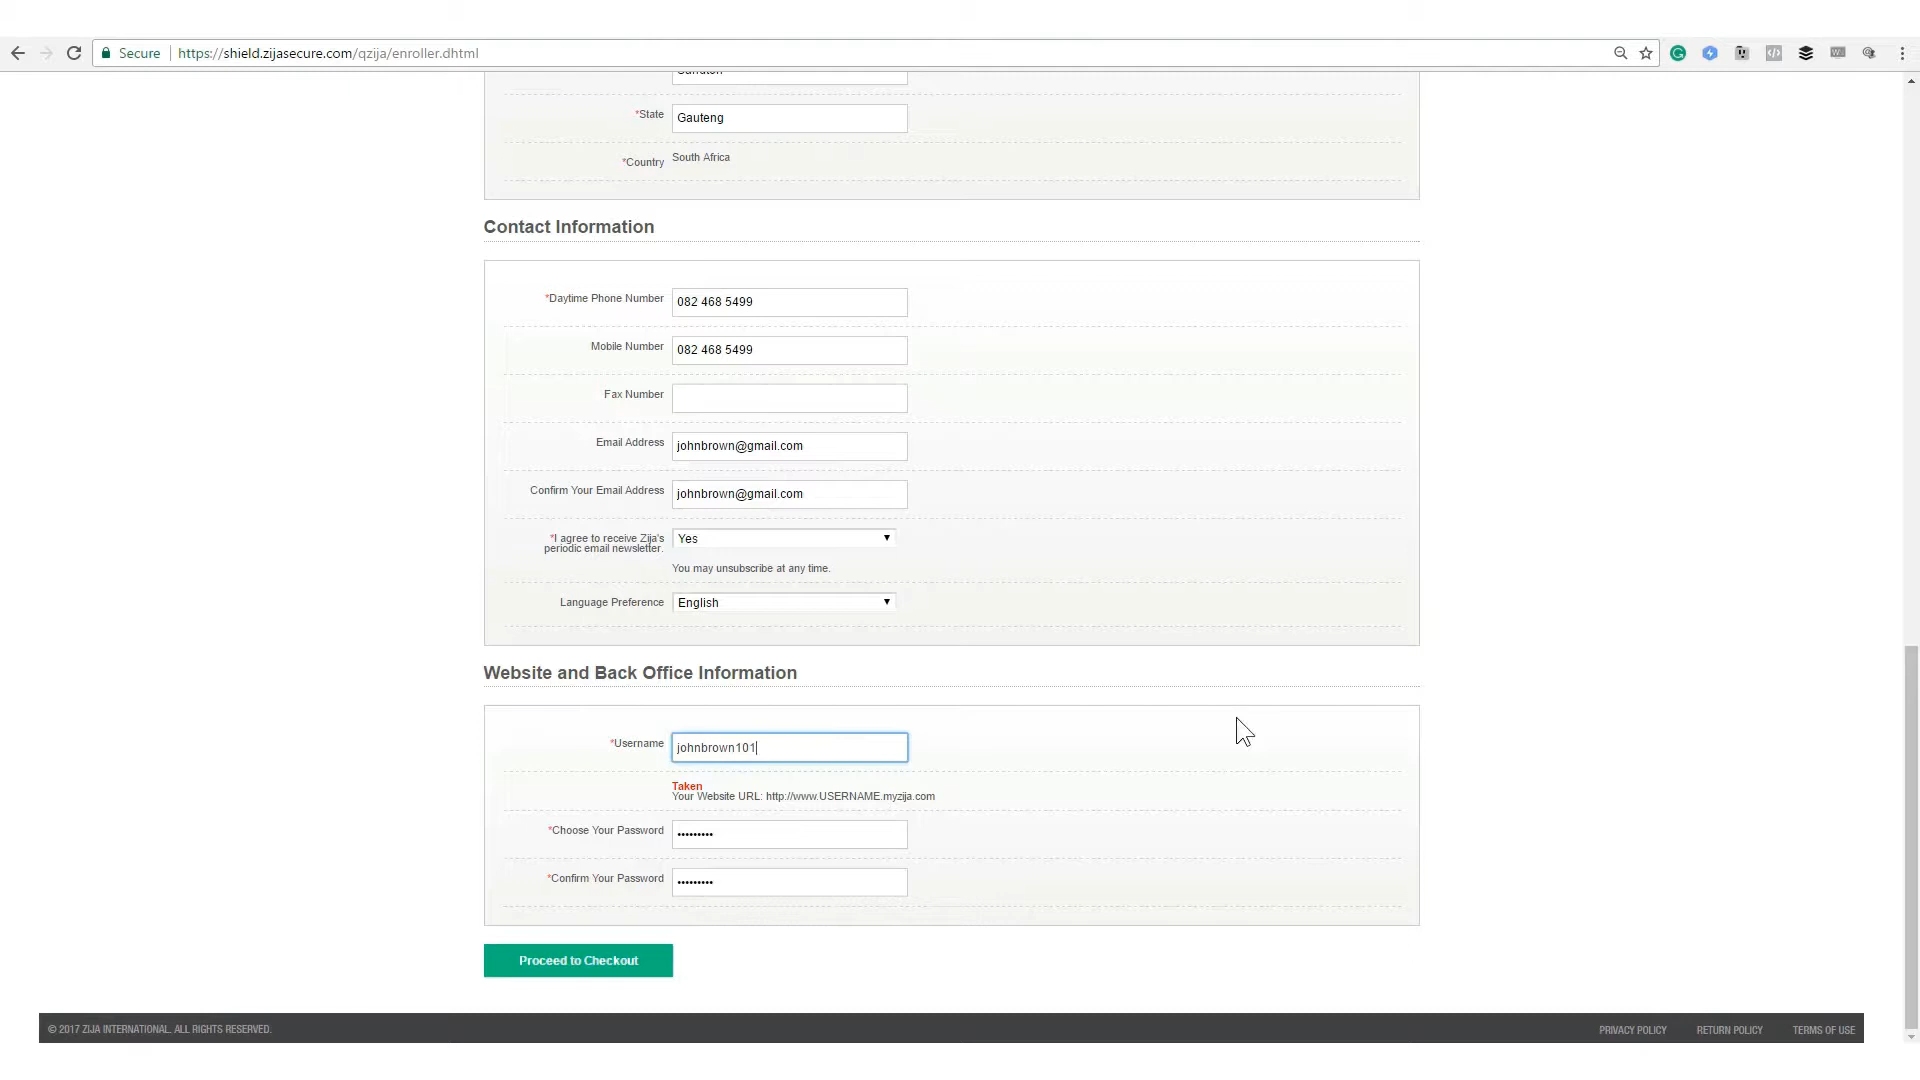 Secure https://shield.zijasecure.com/qzija/enroller.dhtml
*State Gauteng
*Country South Africa
Contact Information
*Daytime Phone Number 082 468 5499
Mobile Number 082 468 5499
Fax Number
Email Address johnbrown@gmail.com
Confirm Your Email Address johnbrown@gmail.com
*I agree to receive Zija's Yes
periodic email newsletter.
You may unsubscribe at any time.
Language Preference English
Website and Back Office Information
*Username johnbrown101
Taken
Your Website URL: http://www.USERNAME.myzija.com
*Choose Your Password •••••••••
*Confirm Your Password •••••••••
Proceed to Checkout
© 2017 ZIJA INTERNATIONAL. ALL RIGHTS RESERVED. PRIVACY POLICY RETURN POLICY TERMS OF USE